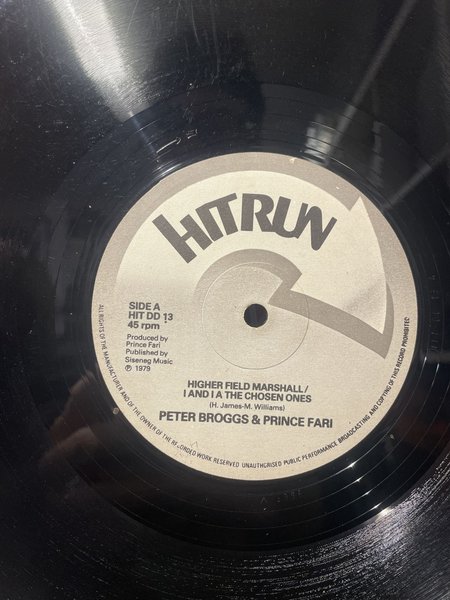 HITRUN
SIDE A
HIT DD 13
45 rpm
Produced by
Prince Fari
Published by
Siseneg Music
℗ 1979
HIGHER FIELD MARSHALL/
I AND I A THE CHOSEN ONES
(H. James-M. Williams)
PETER BROGGS & PRINCE FARI
ALL RIGHTS OF THE MANUFACTURER AND OF THE OWNER OF THE RECORDED WORK RESERVED UNAUTHORISED PUBLIC PERFORMANCE BROADCASTING AND COPYING OF THIS RECORD PROHIBITED